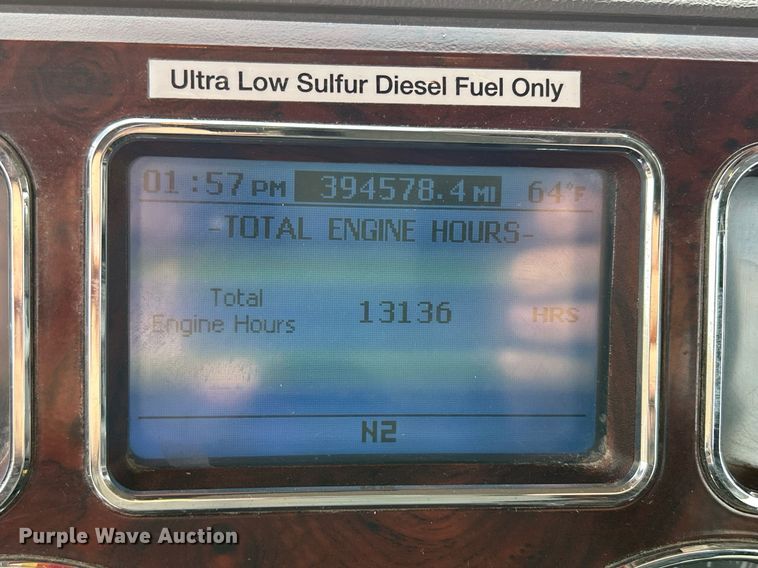 Ultra Low Sulfur Diesel Fuel Only
01:57 PM 394578.4 MI 64°F
-TOTAL ENGINE HOURS-
Total
Engine Hours 13136 HRS
N2
Purple Wave Auction